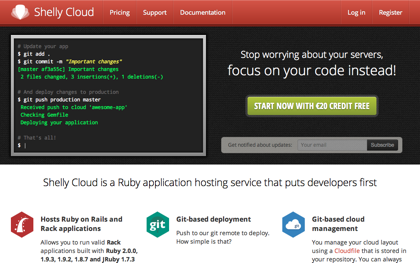 Shelly Cloud
Pricing
Support
Documentation
Log in
Register
# Update your app
$ git add .
$ git commit -m "Important changes"
[master af3a55c] Important changes
2 files changed, 3 insertions(+), 1 deletions(-)
# And deploy changes to production
$ git push production master
Received push to cloud 'awesome-app'
Checking Gemfile
Deploying your application
# That's all!
$
Stop worrying about your servers,
focus on your code instead!
START NOW WITH €20 CREDIT FREE
Get notified about updates:
Your email
Subscribe
Shelly Cloud is a Ruby application hosting service that puts developers first
Hosts Ruby on Rails and
Rack applications
Allows you to run valid Rack
applications built with Ruby 2.0.0,
1.9.3, 1.9.2, 1.8.7 and JRuby 1.7.3
git
Git-based deployment
Push to our git remote to deploy.
How simple is that?
Git-based cloud
management
You manage your cloud layout
using a Cloudfile that is stored in
your repository. You can always